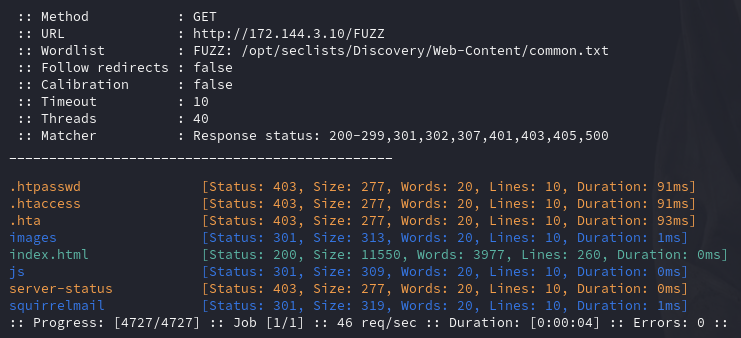 :: Method : GET
:: URL : http://172.144.3.10/FUZZ
:: Wordlist : FUZZ: /opt/seclists/Discovery/Web-Content/common.txt
:: Follow redirects : false
:: Calibration : false
:: Timeout : 10
:: Threads : 40
:: Matcher : Response status: 200-299,301,302,307,401,403,405,500
________________________________________________
.htpasswd [Status: 403, Size: 277, Words: 20, Lines: 10, Duration: 91ms]
.htaccess [Status: 403, Size: 277, Words: 20, Lines: 10, Duration: 91ms]
.hta [Status: 403, Size: 277, Words: 20, Lines: 10, Duration: 93ms]
images [Status: 301, Size: 313, Words: 20, Lines: 10, Duration: 1ms]
index.html [Status: 200, Size: 11550, Words: 3977, Lines: 260, Duration: 0ms]
js [Status: 301, Size: 309, Words: 20, Lines: 10, Duration: 0ms]
server-status [Status: 403, Size: 277, Words: 20, Lines: 10, Duration: 0ms]
squirrelmail [Status: 301, Size: 319, Words: 20, Lines: 10, Duration: 1ms]
:: Progress: [4727/4727] :: Job [1/1] :: 46 req/sec :: Duration: [0:00:04] :: Errors: 0 ::